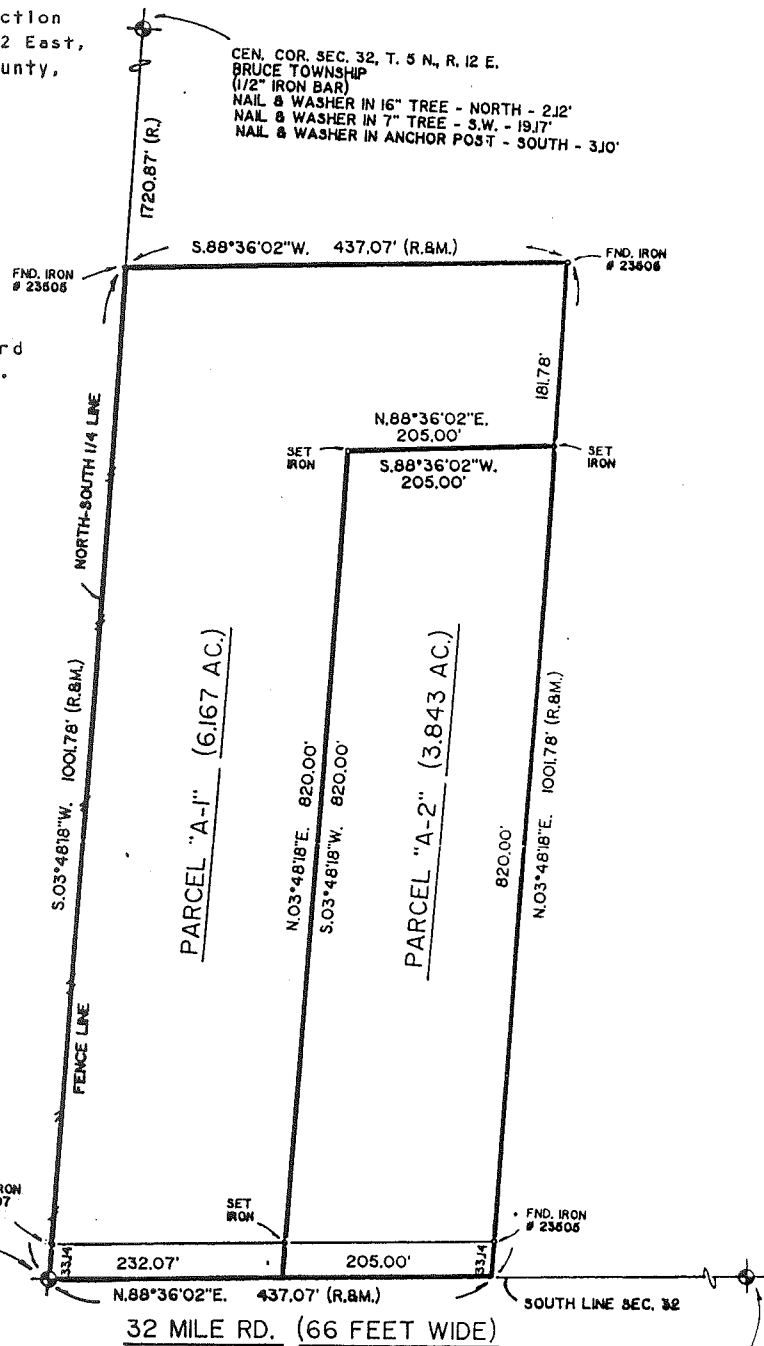 ction
2 East,
unty,
CEN. COR. SEC. 32, T. 5 N., R. 12 E.
BRUCE TOWNSHIP
(1/2" IRON BAR)
NAIL & WASHER IN 16" TREE - NORTH - 2.12'
NAIL & WASHER IN 7" TREE - S.W. - 19.17'
NAIL & WASHER IN ANCHOR POST - SOUTH - 3.10'
1720.87' (R.)
S.88°36'02"W. 437.07' (R.&M.)
FND. IRON
# 23505
FND. IRON
# 23505
rd
.
181.78'
N.88°36'02"E.
205.00'
SET
IRON
SET
IRON
S.88°36'02"W.
205.00'
NORTH-SOUTH 1/4 LINE
S.03°48'18"W. 1001.78' (R.&M.)
FENCE LINE
PARCEL "A-1" (6.167 AC.)
N.03°48'18"E. 820.00'
S.03°48'18"W. 820.00'
PARCEL "A-2" (3.843 AC.)
820.00'
N.03°48'18"E. 1001.78' (R.&M.)
RON
07
SET
IRON
FND. IRON
# 23505
33.14
232.07'
205.00'
33.14
N.88°36'02"E. 437.07' (R.&M.)
SOUTH LINE SEC. 32
32 MILE RD. (66 FEET WIDE)